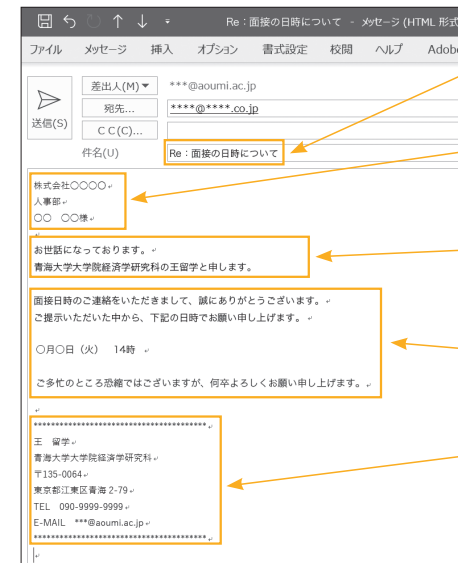 Re：面接の日時について - メッセージ (HTML 形式
ファイル メッセージ 挿入 オプション 書式設定 校閲 ヘルプ Adob
差出人(M) ***@aoumi.ac.jp
送信(S)
宛先... ****@****.co.jp
ＣＣ(C)...
件名(U) Re：面接の日時について
株式会社〇〇〇〇
人事部
〇〇　〇〇様
お世話になっております。
青海大学大学院経済学研究科の王留学と申します。
面接日時のご連絡をいただきまして、誠にありがとうございます。
ご提示いただいた中から、下記の日時でお願い申し上げます。
〇月〇日（火）　14時
ご多忙のところ恐縮ではございますが、何卒よろしくお願い申し上げます。
****************************************
王　留学
青海大学大学院経済学研究科
〒135-0064
東京都江東区青海 2-79
TEL　090-9999-9999
E-MAIL　***@aoumi.ac.jp
****************************************